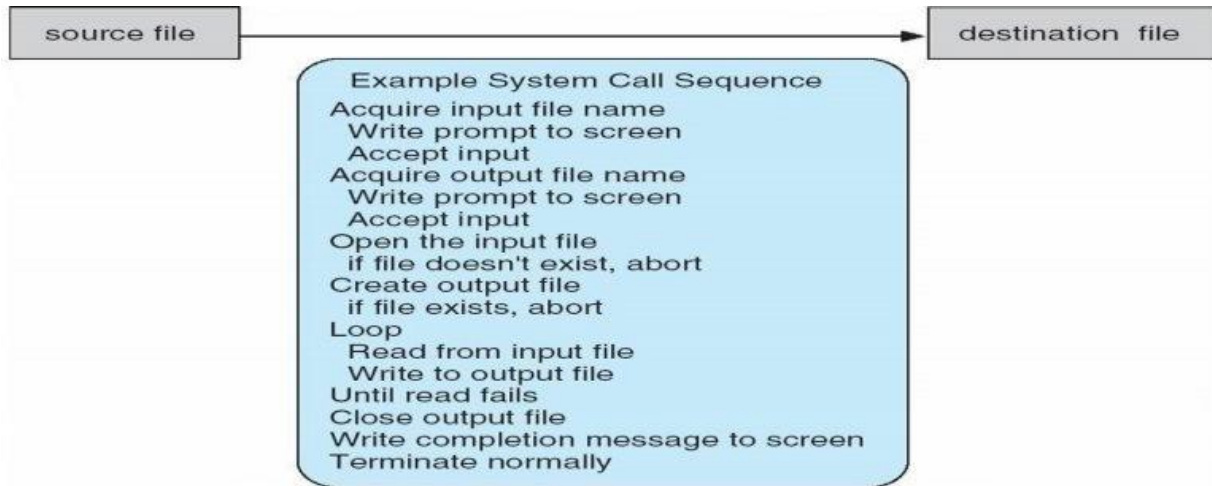 source file
destination file
Example System Call Sequence
Acquire input file name
Write prompt to screen
Accept input
Acquire output file name
Write prompt to screen
Accept input
Open the input file
if file doesn't exist, abort
Create output file
if file exists, abort
Loop
Read from input file
Write to output file
Until read fails
Close output file
Write completion message to screen
Terminate normally